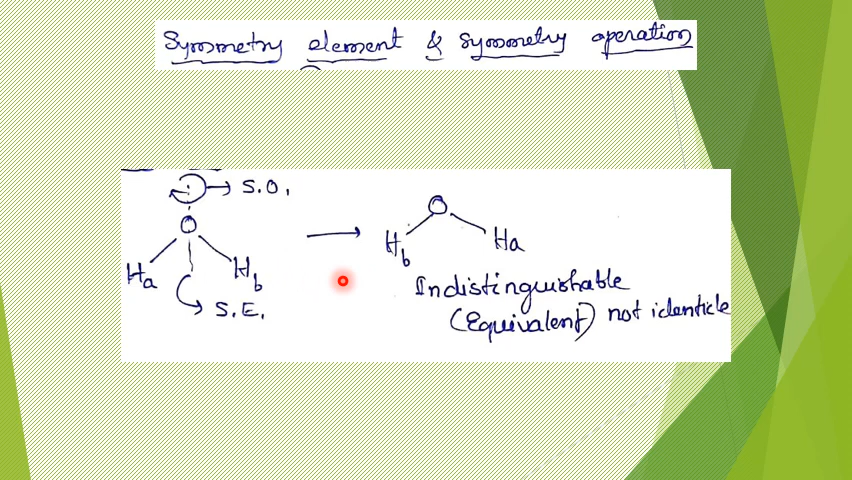 Symmetry element & symmetry operation
S.O.
O
Ha
Hb
S.E.
O
Hb
Ha
Indistinguishable
(Equivalent) not identicle